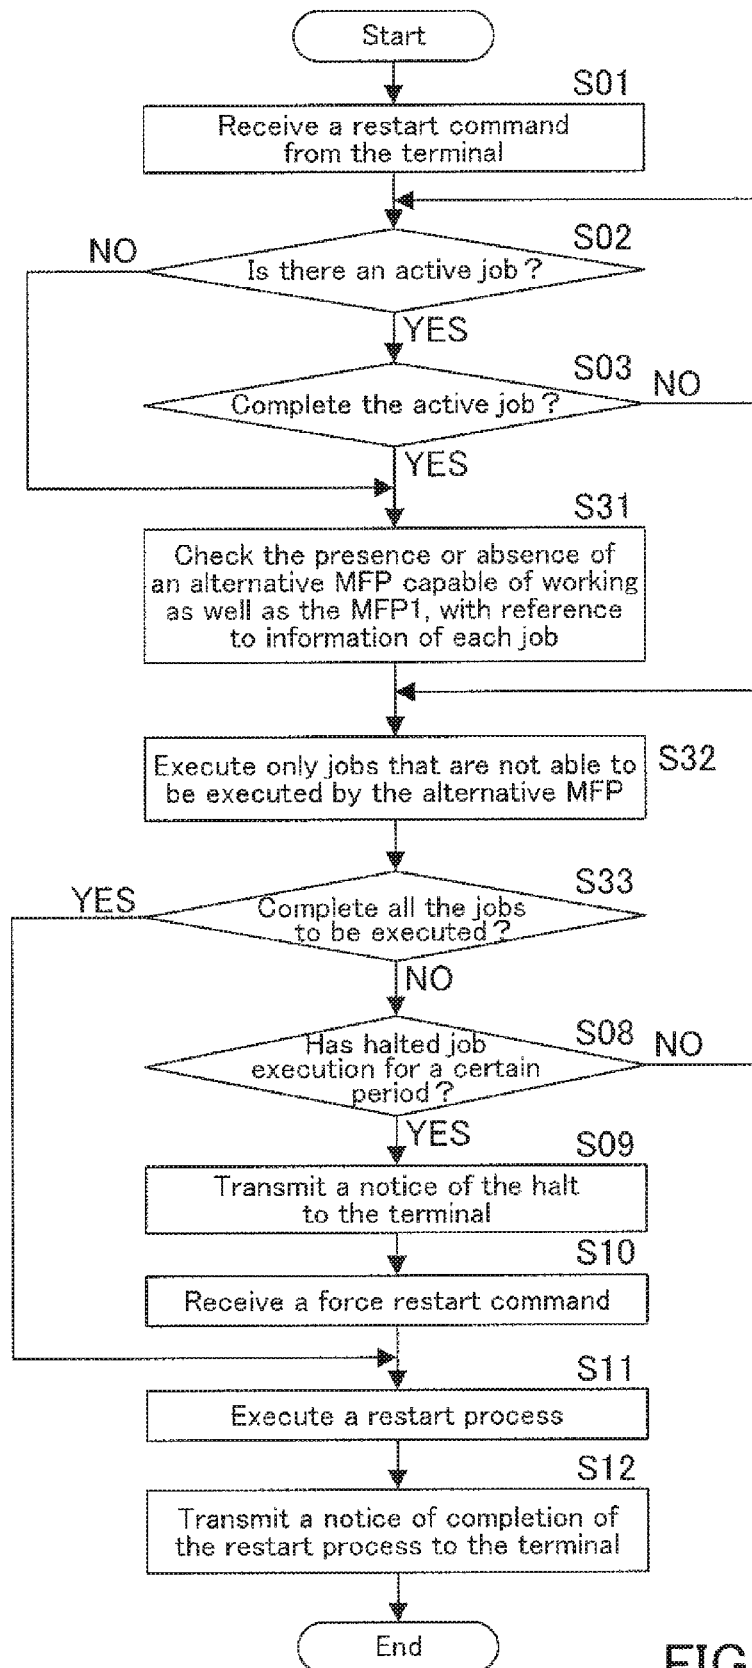 Start
S01
Receive a restart command
from the terminal
S02
NO
Is there an active job?
YES
S03
NO
Complete the active job?
YES
S31
Check the presence or absence of
an alternative MFP capable of working
as well as the MFP1, with reference
to information of each job
S32
Execute only jobs that are not able to
be executed by the alternative MFP
S33
YES
Complete all the jobs
to be executed?
NO
S08
NO
Has halted job
execution for a certain
period?
YES
S09
Transmit a notice of the halt
to the terminal
S10
Receive a force restart command
S11
Execute a restart process
S12
Transmit a notice of completion of
the restart process to the terminal
End
FIG